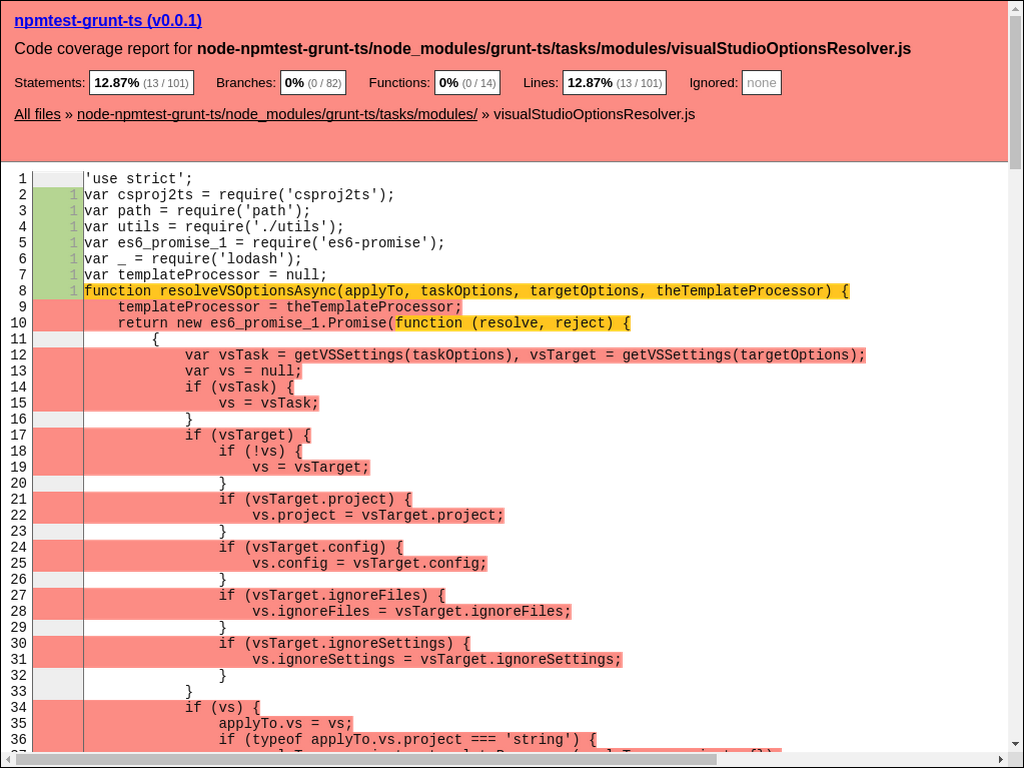 npmtest-grunt-ts (v0.0.1)
Code coverage report for node-npmtest-grunt-ts/node_modules/grunt-ts/tasks/modules/visualStudioOptionsResolver.js
Statements: 12.87% (13 / 101) Branches: 0% (0 / 82) Functions: 0% (0 / 14) Lines: 12.87% (13 / 101) Ignored: none
All files » node-npmtest-grunt-ts/node_modules/grunt-ts/tasks/modules/ » visualStudioOptionsResolver.js
1 'use strict';
2 1 var csproj2ts = require('csproj2ts');
3 1 var path = require('path');
4 1 var utils = require('./utils');
5 1 var es6_promise_1 = require('es6-promise');
6 1 var _ = require('lodash');
7 1 var templateProcessor = null;
8 1 function resolveVSOptionsAsync(applyTo, taskOptions, targetOptions, theTemplateProcessor) {
9     templateProcessor = theTemplateProcessor;
10     return new es6_promise_1.Promise(function (resolve, reject) {
11         {
12             var vsTask = getVSSettings(taskOptions), vsTarget = getVSSettings(targetOptions);
13             var vs = null;
14             if (vsTask) {
15                 vs = vsTask;
16             }
17             if (vsTarget) {
18                 if (!vs) {
19                     vs = vsTarget;
20                 }
21                 if (vsTarget.project) {
22                     vs.project = vsTarget.project;
23                 }
24                 if (vsTarget.config) {
25                     vs.config = vsTarget.config;
26                 }
27                 if (vsTarget.ignoreFiles) {
28                     vs.ignoreFiles = vsTarget.ignoreFiles;
29                 }
30                 if (vsTarget.ignoreSettings) {
31                     vs.ignoreSettings = vsTarget.ignoreSettings;
32                 }
33             }
34             if (vs) {
35                 applyTo.vs = vs;
36                 if (typeof applyTo.vs.project === 'string') {